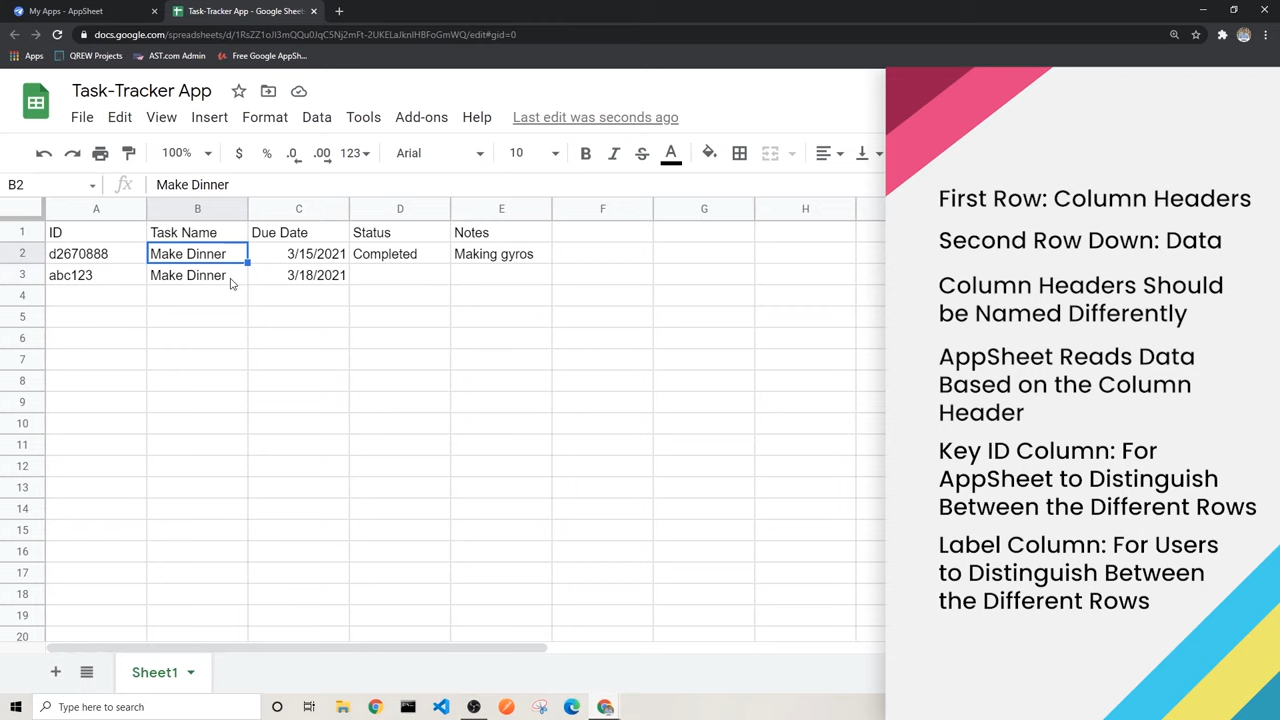 My Apps - AppSheet
Task-Tracker App - Google Sheets
docs.google.com/spreadsheets/d/1RsZZ1oJI3mQQu0JqC5Nj2mFt-2UKELaJknIHBFoGmWQ/edit#gid=0
Apps QREW Projects AST.com Admin Free Google AppSh...
Task-Tracker App
File Edit View Insert Format Data Tools Add-ons Help Last edit was seconds ago
100% $ % .0 .00 123 Arial 10 B I S A
B2 fx Make Dinner
A B C D E F G H
1 ID Task Name Due Date Status Notes
2 d2670888 Make Dinner 3/15/2021 Completed Making gyros
3 abc123 Make Dinner 3/18/2021
4
5
6
7
8
9
10
11
12
13
14
15
16
17
18
19
20
Sheet1
Type here to search
First Row: Column Headers
Second Row Down: Data
Column Headers Should
be Named Differently
AppSheet Reads Data
Based on the Column
Header
Key ID Column: For
AppSheet to Distinguish
Between the Different Rows
Label Column: For Users
to Distinguish Between
the Different Rows